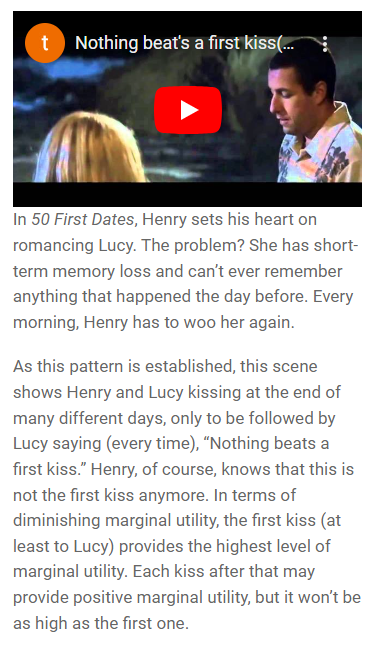 t
Nothing beat's a first kiss(...
In 50 First Dates, Henry sets his heart on
romancing Lucy. The problem? She has short-
term memory loss and can’t ever remember
anything that happened the day before. Every
morning, Henry has to woo her again.
As this pattern is established, this scene
shows Henry and Lucy kissing at the end of
many different days, only to be followed by
Lucy saying (every time), “Nothing beats a
first kiss.” Henry, of course, knows that this is
not the first kiss anymore. In terms of
diminishing marginal utility, the first kiss (at
least to Lucy) provides the highest level of
marginal utility. Each kiss after that may
provide positive marginal utility, but it won’t be
as high as the first one.